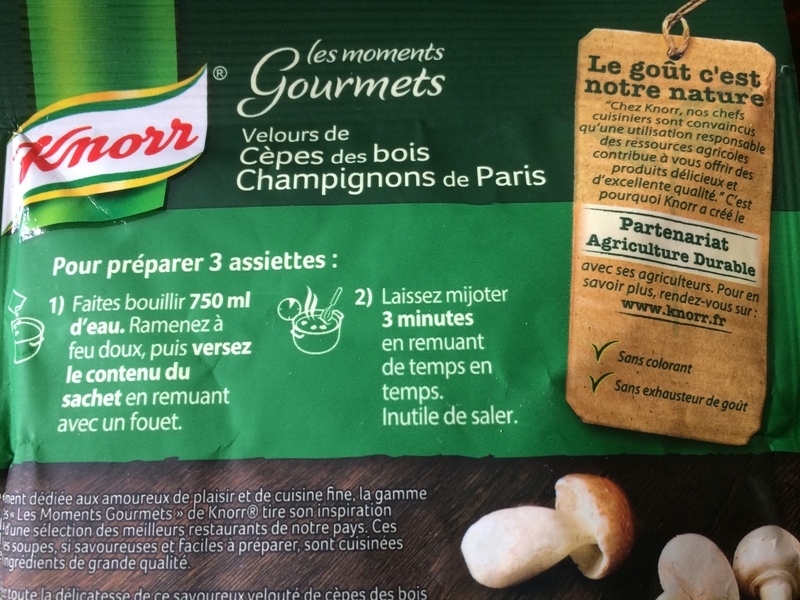 Knorr ®
les moments
Gourmets
Velours de
Cèpes des bois
Champignons de Paris
Pour préparer 3 assiettes :
1) Faites bouillir 750 ml
d'eau. Ramenez à
feu doux, puis versez
le contenu du
sachet en remuant
avec un fouet.
2) Laissez mijoter
3 minutes
en remuant
de temps en
temps.
Inutile de saler.
Le goût c'est
notre nature
"Chez Knorr, nos chefs
cuisiniers sont convaincus
qu'une utilisation responsable
des ressources agricoles
contribue à vous offrir des
produits délicieux et
d'excellente qualité." C'est
pourquoi Knorr a créé le
Partenariat
Agriculture Durable
avec ses agriculteurs. Pour en
savoir plus, rendez-vous sur :
www.knorr.fr
Sans colorant
Sans exhausteur de goût
dédiée aux amoureux de plaisir et de cuisine fine, la gamme
« Les Moments Gourmets » de Knorr® tire son inspiration
d'une sélection des meilleurs restaurants de notre pays. Ces
soupes, si savoureuses et faciles à préparer, sont cuisinées
ingrédients de grande qualité.
toute la délicatesse de ce savoureux velouté de cèpes des bois